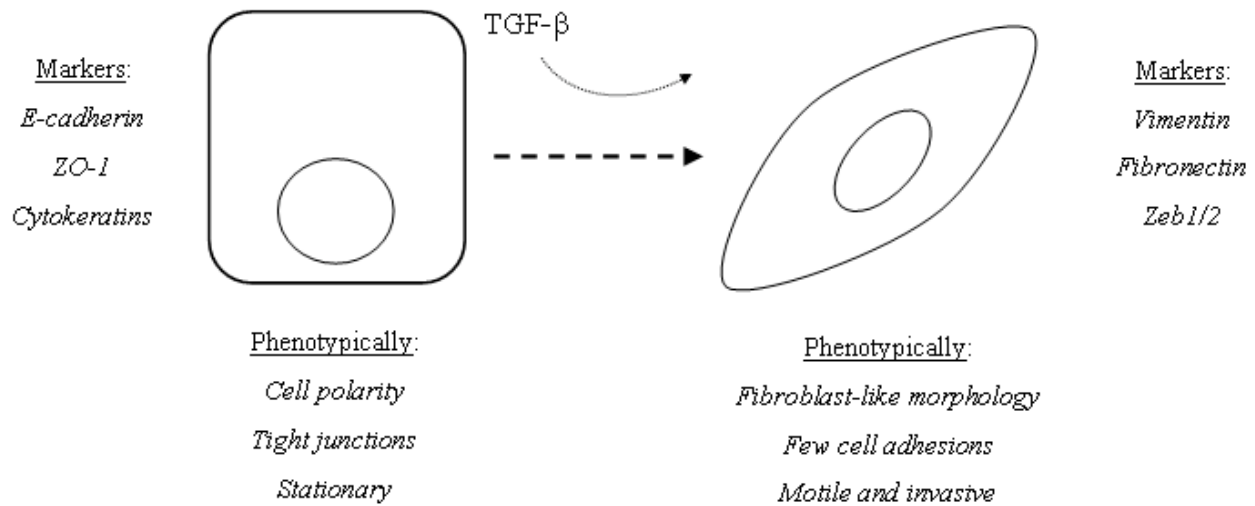 TGF-β
Markers:
E-cadherin
ZO-1
Cytokeratins
Markers:
Vimentin
Fibronectin
Zeb1/2
Phenotypically:
Cell polarity
Tight junctions
Stationary
Phenotypically:
Fibroblast-like morphology
Few cell adhesions
Motile and invasive